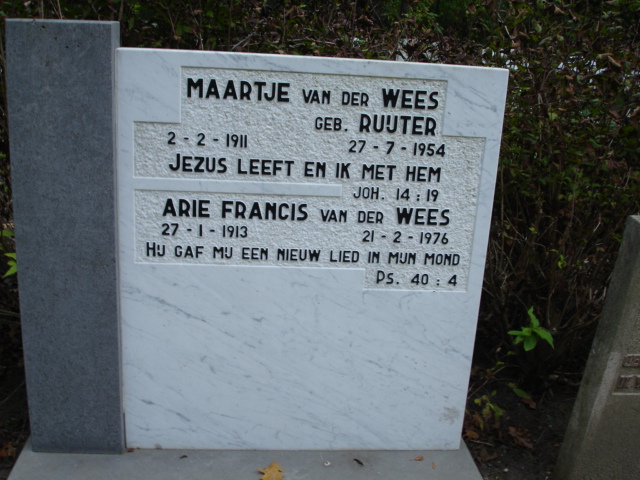 MAARTJE VAN DER WEES
GEB. RUIJTER
2-2-1911 27-7-1954
JEZUS LEEFT EN IK MET HEM
JOH. 14:19
ARIE FRANCIS VAN DER WEES
27-1-1913 21-2-1976
HIJ GAF MIJ EEN NIEUW LIED IN MIJN MOND
PS. 40:4